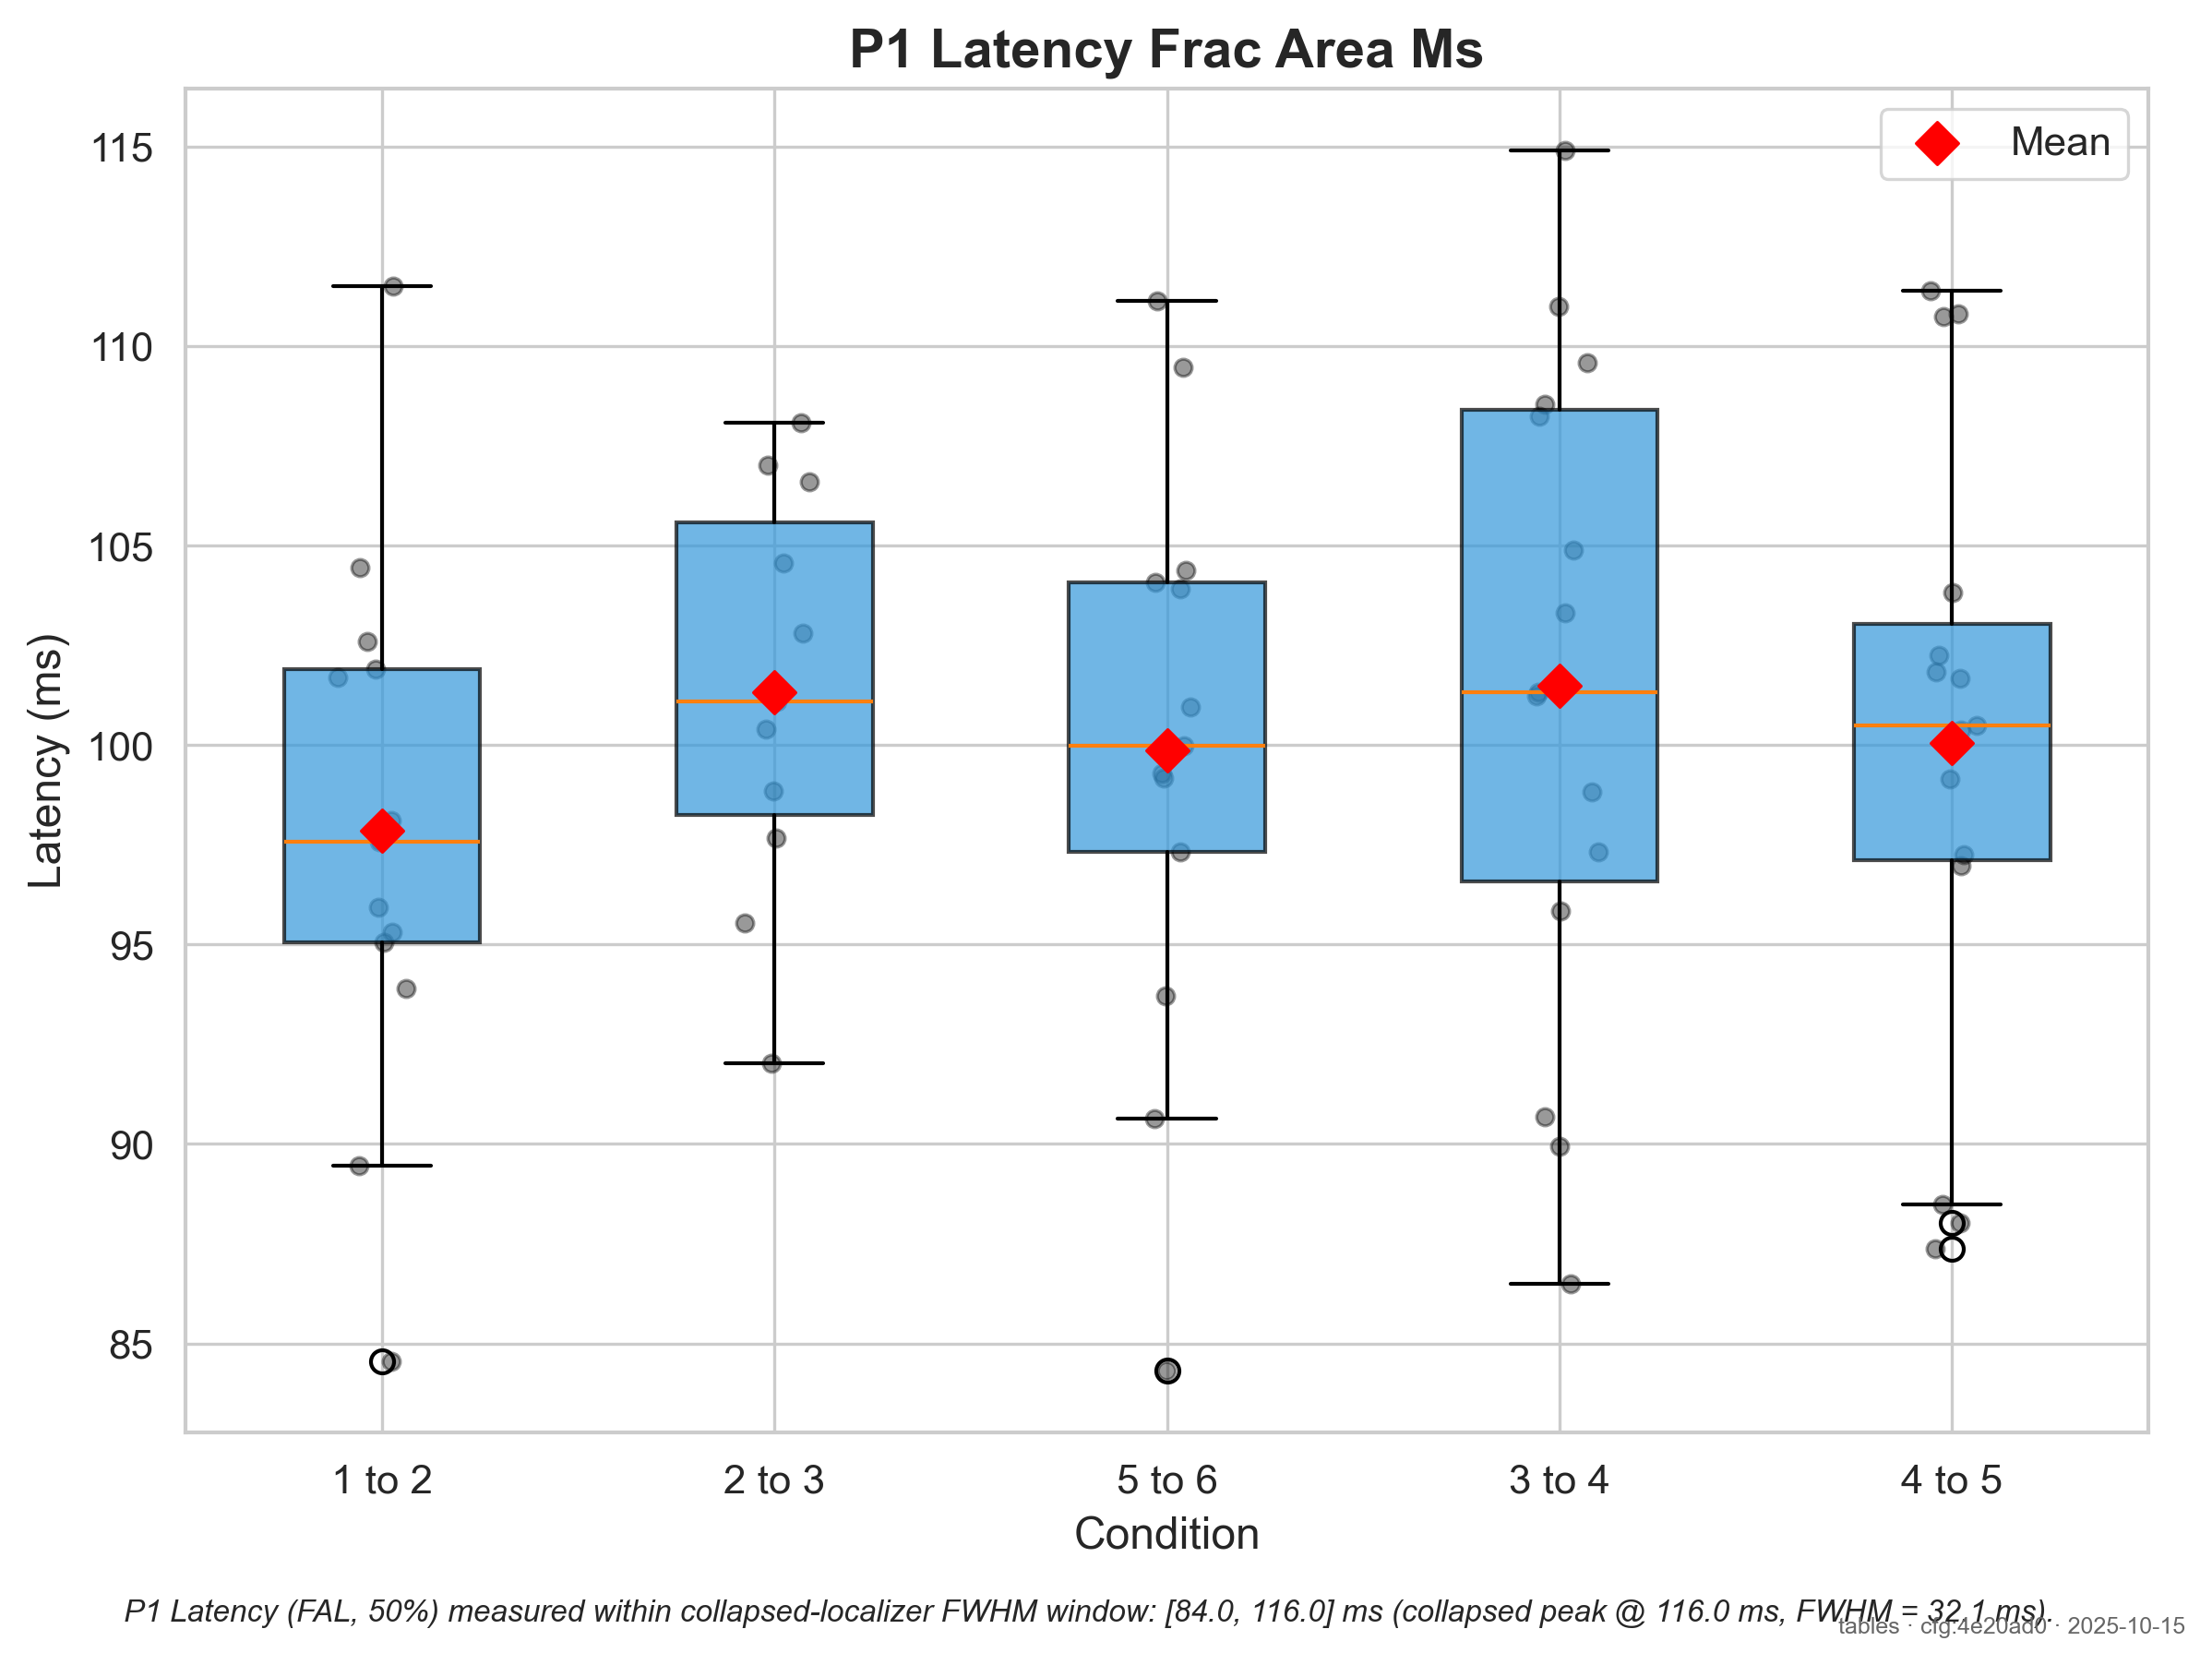 P1 Latency Frac Area Ms
Mean
115
110
105
100
95
90
85
Latency (ms)
1 to 2
2 to 3
5 to 6
3 to 4
4 to 5
Condition
P1 Latency (FAL, 50%) measured within collapsed-localizer FWHM window: [84.0, 116.0] ms (collapsed peak @ 116.0 ms, FWHM = 32.1 ms).
tables · cfg:4e20ad0 · 2025-10-15